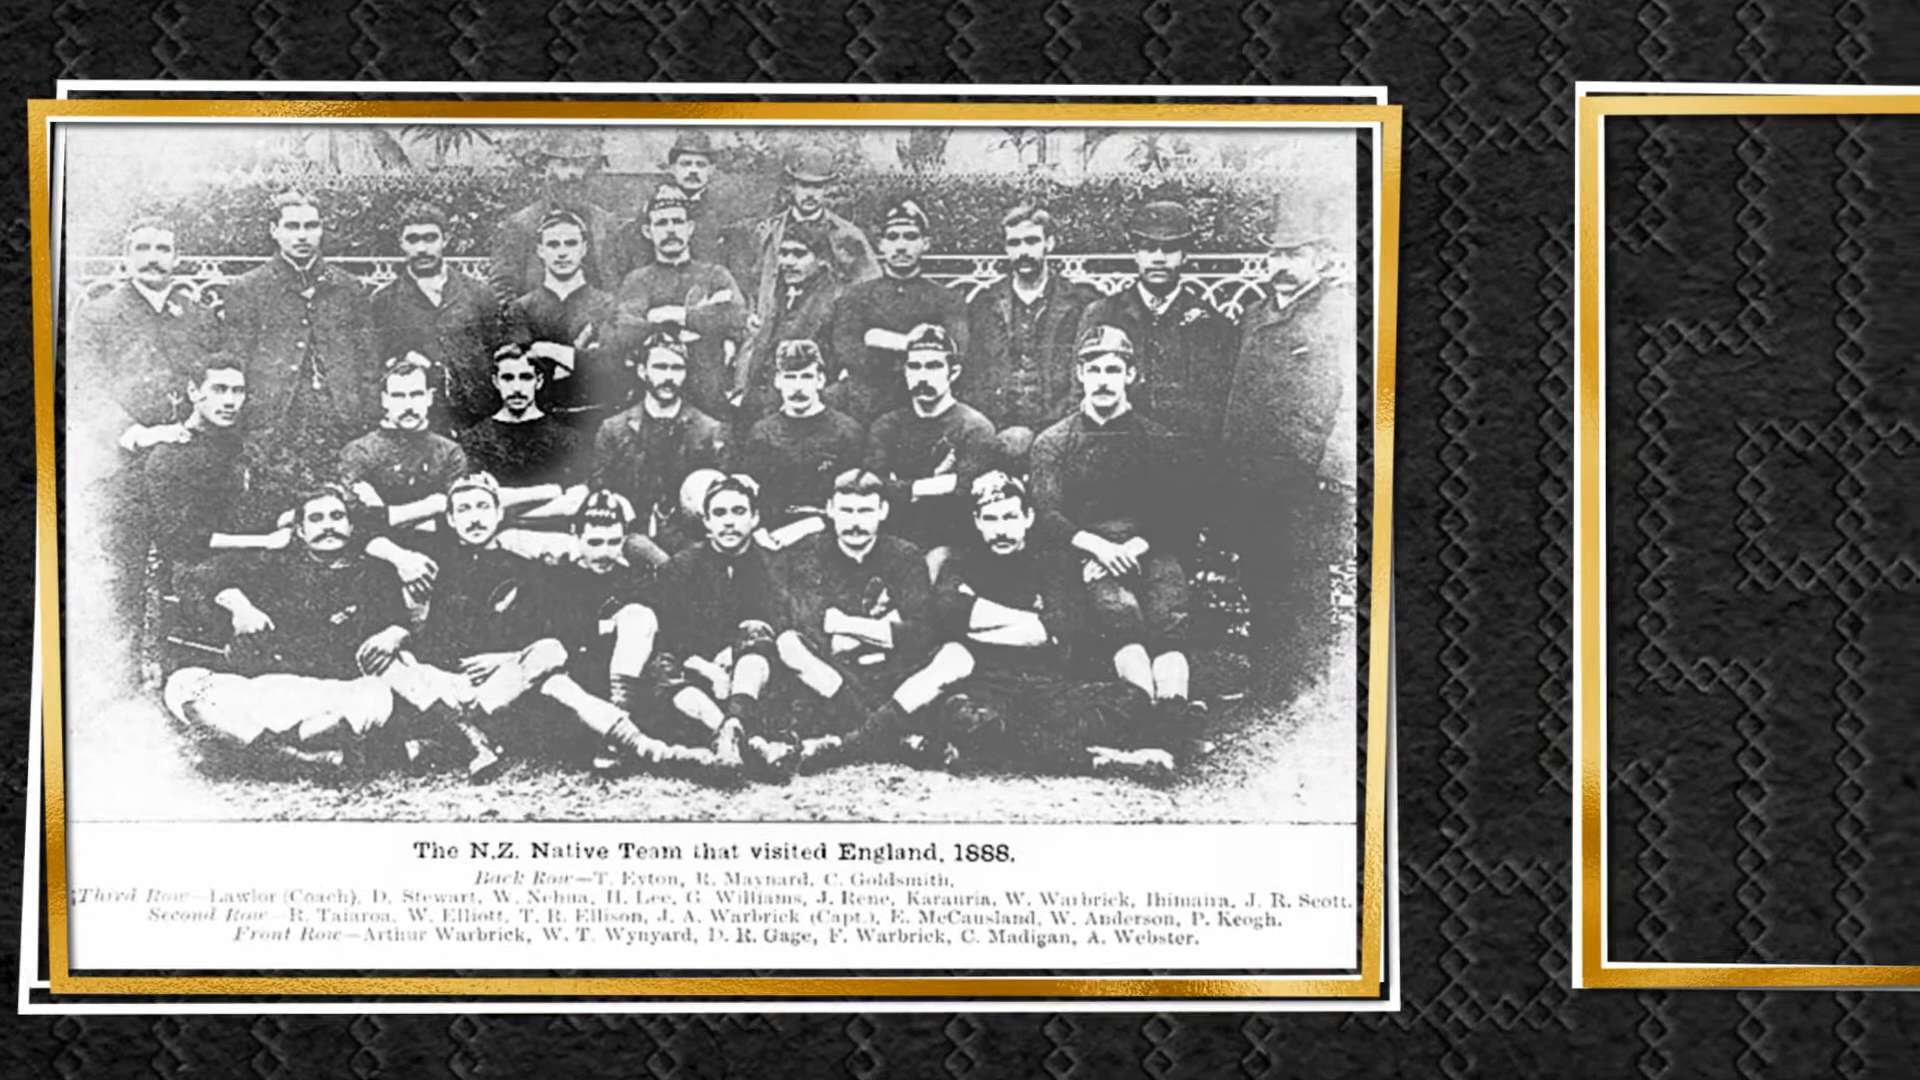 The N.Z. Native Team that visited England, 1888.
Back Row—T. Eyton, R. Maynard, C. Goldsmith.
Third Row—Lawlor (Coach), D. Stewart, W. Nehua, H. Lee, G. Williams, J. Rene, Karauria, W. Warbrick, Ihimaira, J. R. Scott.
Second Row—R. Taiaroa, W. Elliott, T. R. Ellison, J. A. Warbrick (Capt.), E. McCausland, W. Anderson, P. Keogh.
Front Row—Arthur Warbrick, W. T. Wynyard, D. R. Gage, F. Warbrick, C. Madigan, A. Webster.